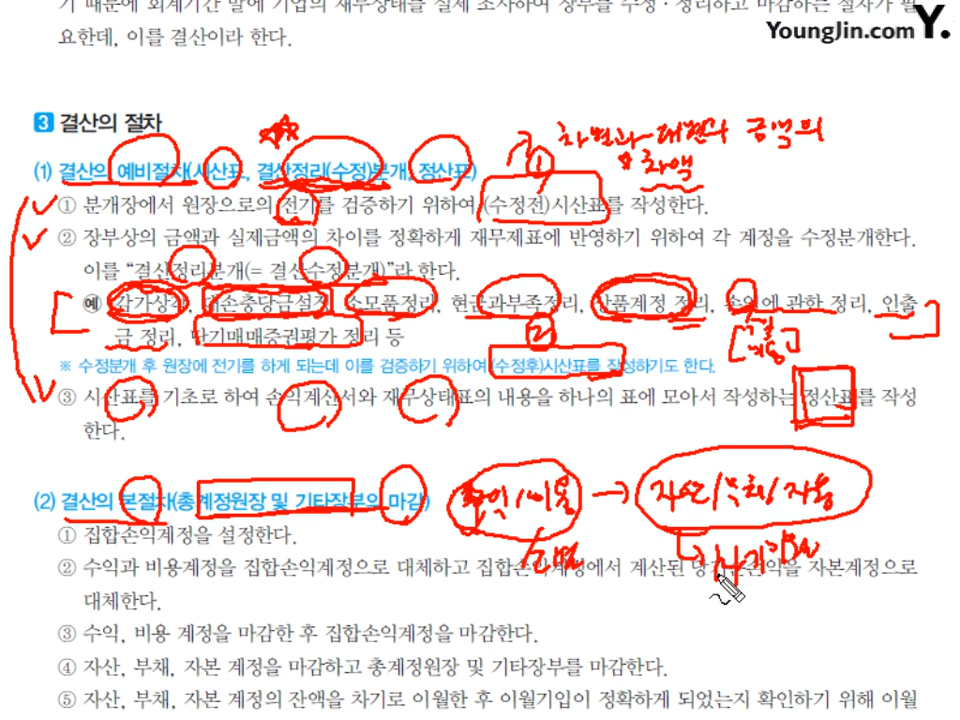 기 때문에 회계기간 말에 기업의 재무상태를 실제 조사하여 장부를 수정·정리하고 마감하는 절차가 필
요한데, 이를 결산이라 한다.
YoungJin.com Y.
3 결산의 절차
차변과 대변의 금액의
차액
(1) 결산의 예비절차(시산표, 결산정리(수정)분개, 정산표)
1
① 분개장에서 원장으로의 전기를 검증하기 위하여 (수정전)시산표를 작성한다.
② 장부상의 금액과 실제금액의 차이를 정확하게 재무제표에 반영하기 위하여 각 계정을 수정분개한다.
이를 “결산정리분개(= 결산수정분개)”라 한다.
예 감가상각, 대손충당금설정, 소모품정리, 현금과부족정리, 상품계정 정리, 손익에 관한 정리, 인출
금 정리, 단기매매증권평가 정리 등
2
※ 수정분개 후 원장에 전기를 하게 되는데 이를 검증하기 위하여 (수정후)시산표를 작성하기도 한다.
③ 시산표를 기초로 하여 손익계산서와 재무상태표의 내용을 하나의 표에 모아서 작성하는 정산표를 작성
한다.
(2) 결산의 본절차(총계정원장 및 기타장부의 마감)
수익/비용 → 자산/부채/자본
① 집합손익계정을 설정한다.
② 수익과 비용계정을 집합손익계정으로 대체하고 집합손익계정에서 계산된 당기순손익을 자본계정으로
대체한다.
③ 수익, 비용 계정을 마감한 후 집합손익계정을 마감한다.
④ 자산, 부채, 자본 계정을 마감하고 총계정원장 및 기타장부를 마감한다.
⑤ 자산, 부채, 자본 계정의 잔액을 차기로 이월한 후 이월기입이 정확하게 되었는지 확인하기 위해 이월